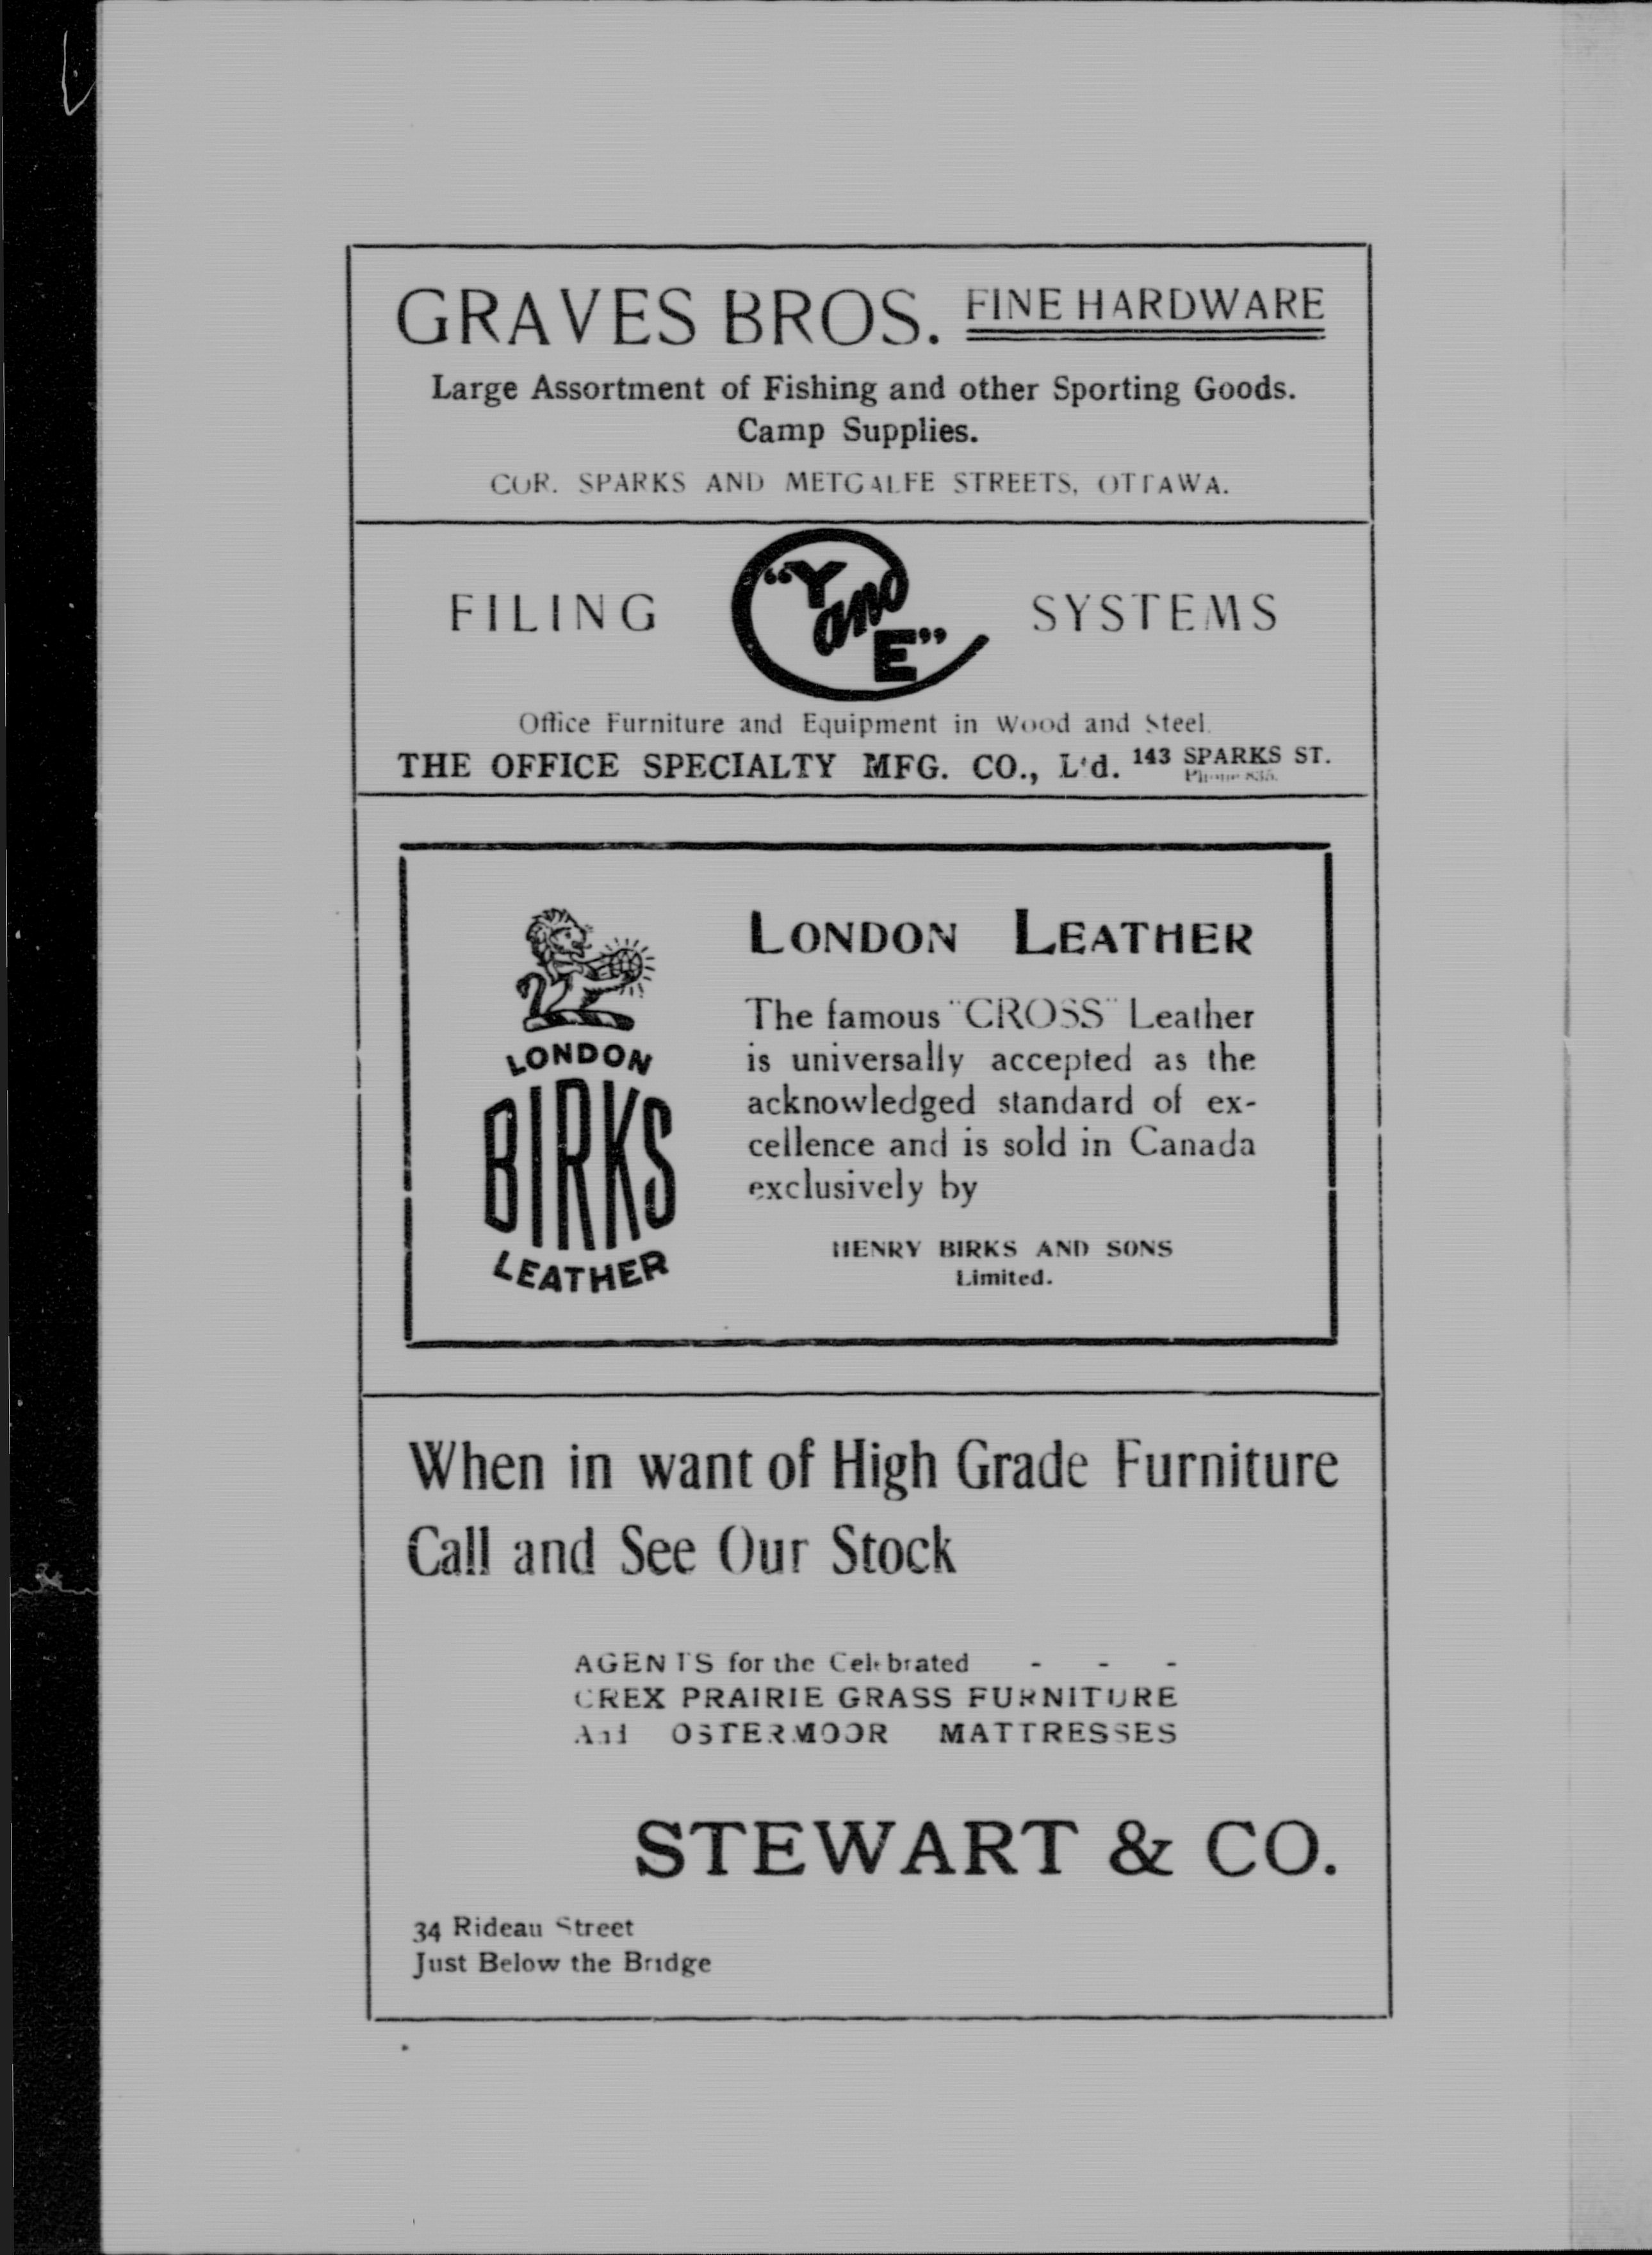 GRAVES BROS. FINE HARDWARE
Large Assortment of Fishing and other Sporting Goods.
Camp Supplies.
COR. SPARKS AND METCALFE STREETS, OTTAWA.
FILING "Y and E" SYSTEMS
Office Furniture and Equipment in Wood and Steel.
THE OFFICE SPECIALTY MFG. CO., L'd. 143 SPARKS ST.
Phone 835.
LONDON
BIRKS
LEATHER
LONDON LEATHER
The famous "CROSS" Leather
is universally accepted as the
acknowledged standard of ex-
cellence and is sold in Canada
exclusively by
HENRY BIRKS AND SONS
Limited.
When in want of High Grade Furniture
Call and See Our Stock
AGENTS for the Celebrated - - -
CREX PRAIRIE GRASS FURNITURE
And OSTERMOOR MATTRESSES
STEWART & CO.
34 Rideau Street
Just Below the Bridge